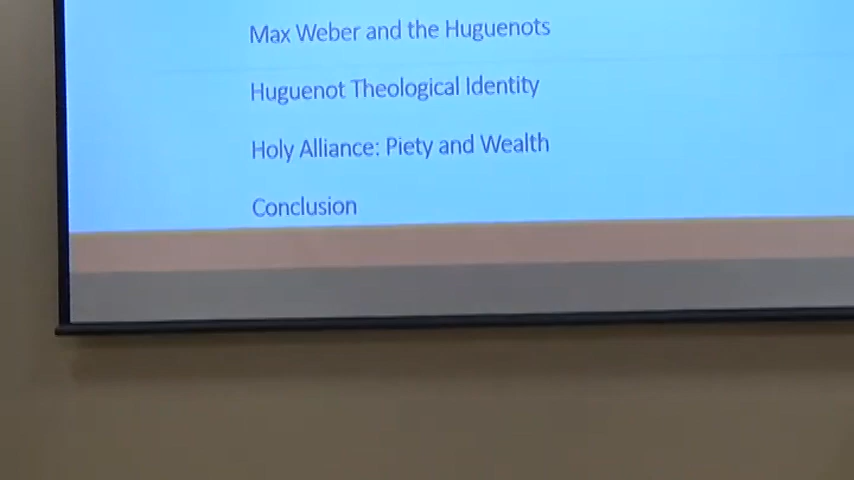 Max Weber and the Huguenots
Huguenot Theological Identity
Holy Alliance: Piety and Wealth
Conclusion